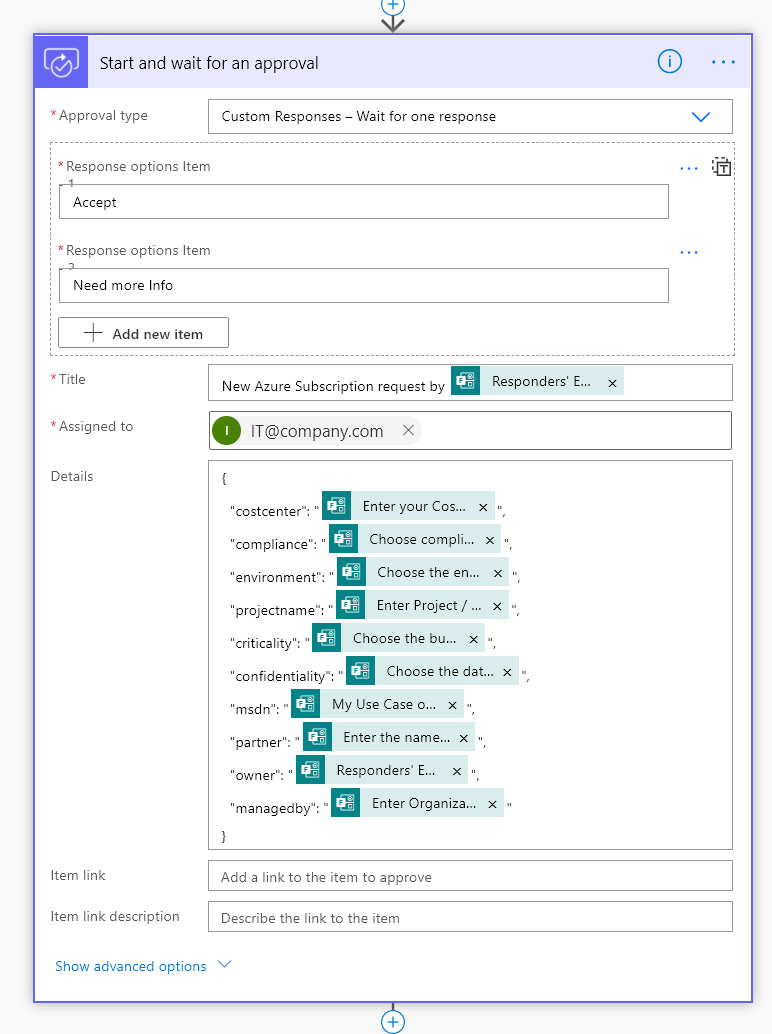 Start and wait for an approval
* Approval type
Custom Responses – Wait for one response
* Response options Item
- 1
Accept
* Response options Item
- 2
Need more Info
Add new item
* Title
New Azure Subscription request by Responders' E... ×
* Assigned to
I IT@company.com ×
Details
{
"costcenter": " Enter your Cos... × ",
"compliance": " Choose compli... × ",
"environment": " Choose the en... × ",
"projectname": " Enter Project / ... × ",
"criticality": " Choose the bu... × ",
"confidentiality": " Choose the dat... × ",
"msdn": " My Use Case o... × ",
"partner": " Enter the name... × ",
"owner": " Responders' E... × ",
"managedby": " Enter Organiza... × "
}
Item link
Add a link to the item to approve
Item link description
Describe the link to the item
Show advanced options